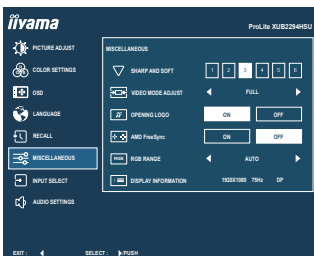 iiyama
ProLite XUB2294HSU
PICTURE ADJUST
COLOR SETTINGS
OSD
LANGUAGE
RECALL
MISCELLANEOUS
INPUT SELECT
AUDIO SETTINGS
MISCELLANEOUS
SHARP AND SOFT 1 2 3 4 5 6
VIDEO MODE ADJUST FULL
OPENING LOGO ON OFF
AMD FreeSync ON OFF
RGB RGB RANGE AUTO
DISPLAY INFORMATION 1920X1080 75Hz DP
EXIT : SELECT : /PUSH